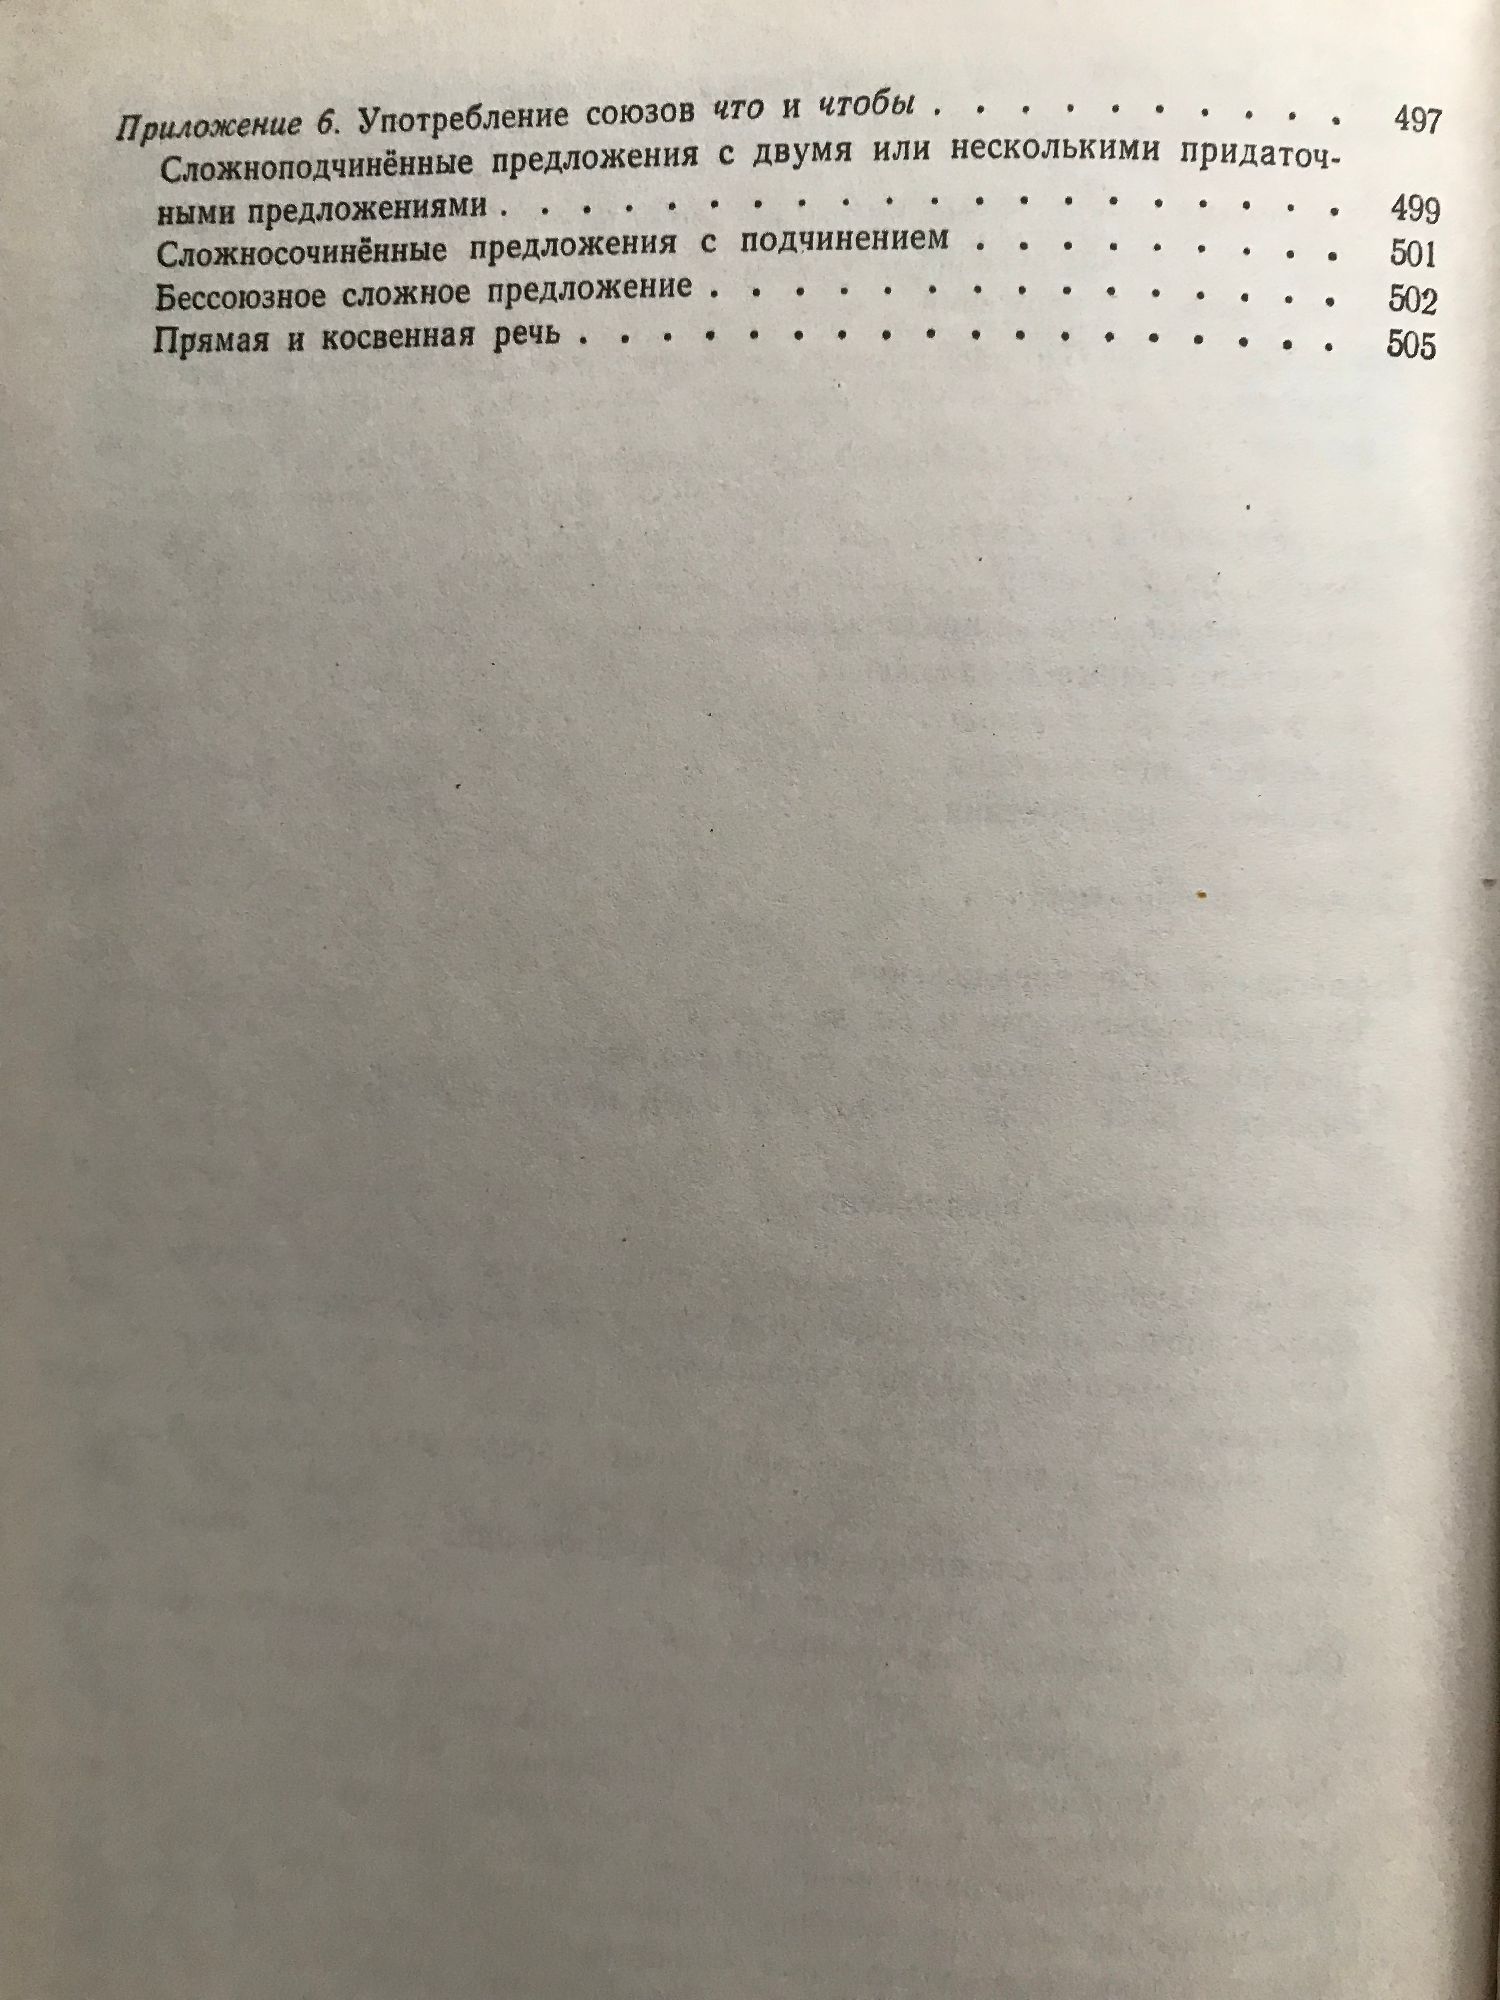 Приложение 6. Употребление союзов что и чтобы . . . . . . . . . . 497
Сложноподчинённые предложения с двумя или несколькими придаточ-
ными предложениями . . . . . . . . . . . . . . . . . . . . 499
Сложносочинённые предложения с подчинением . . . . . . . . . 501
Бессоюзное сложное предложение . . . . . . . . . . . . . . . 502
Прямая и косвенная речь . . . . . . . . . . . . . . . . . . 505